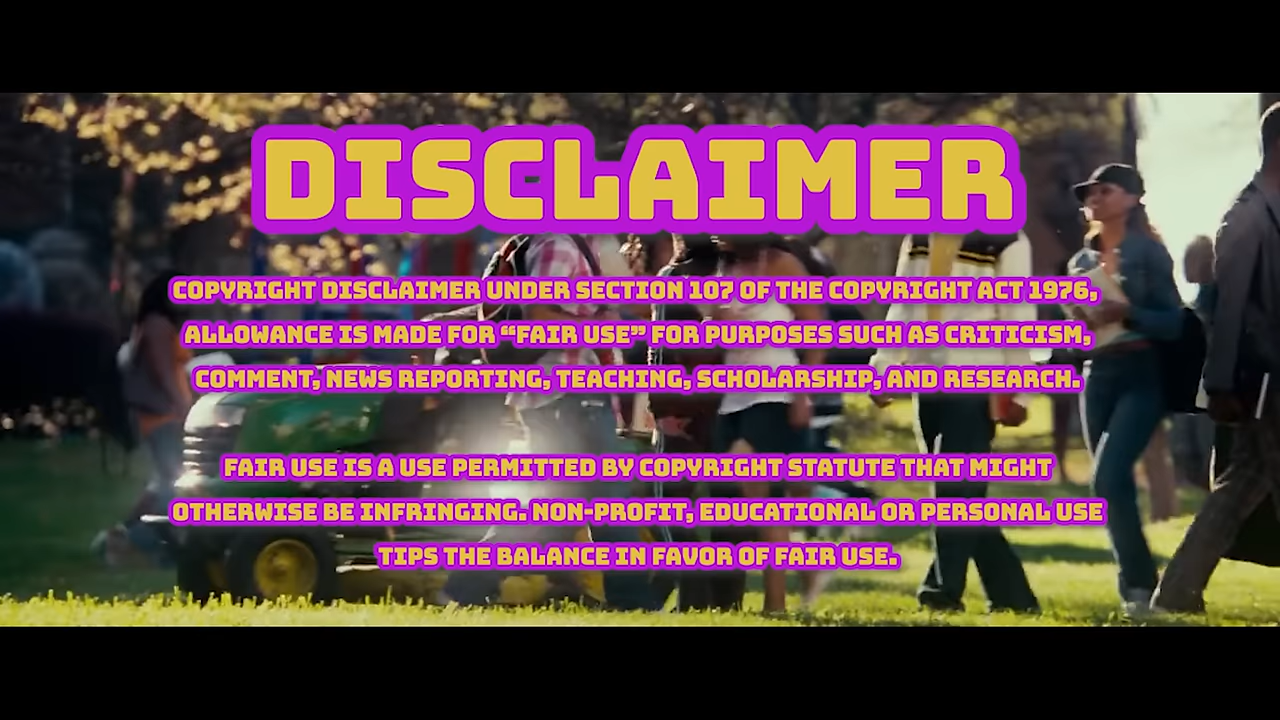 DISCLAIMER
COPYRIGHT DISCLAIMER UNDER SECTION 107 OF THE COPYRIGHT ACT 1976,
ALLOWANCE IS MADE FOR “FAIR USE” FOR PURPOSES SUCH AS CRITICISM,
COMMENT, NEWS REPORTING, TEACHING, SCHOLARSHIP, AND RESEARCH.
FAIR USE IS A USE PERMITTED BY COPYRIGHT STATUTE THAT MIGHT
OTHERWISE BE INFRINGING. NON-PROFIT, EDUCATIONAL OR PERSONAL USE
TIPS THE BALANCE IN FAVOR OF FAIR USE.